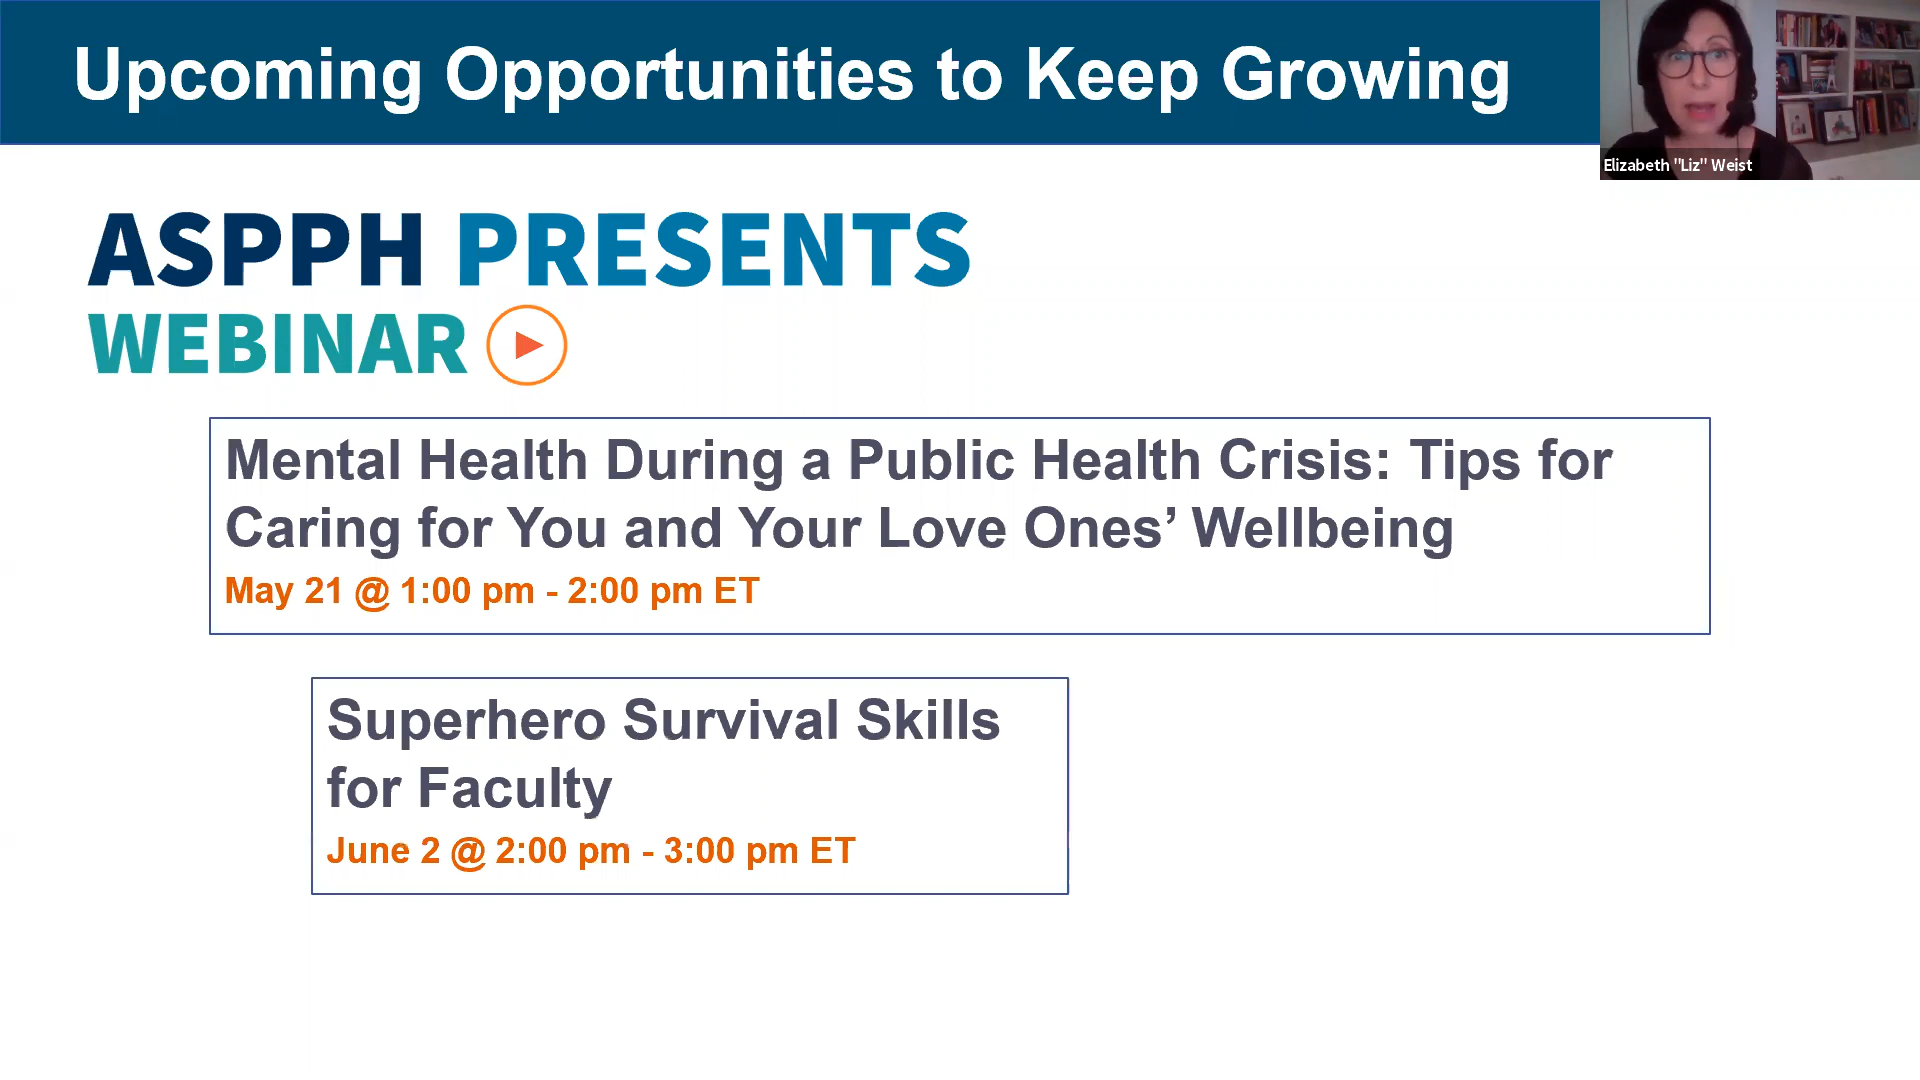 Upcoming Opportunities to Keep Growing
Elizabeth "Liz" Weist
ASPPH PRESENTS
WEBINAR
Mental Health During a Public Health Crisis: Tips for
Caring for You and Your Love Ones’ Wellbeing
May 21 @ 1:00 pm - 2:00 pm ET
Superhero Survival Skills
for Faculty
June 2 @ 2:00 pm - 3:00 pm ET